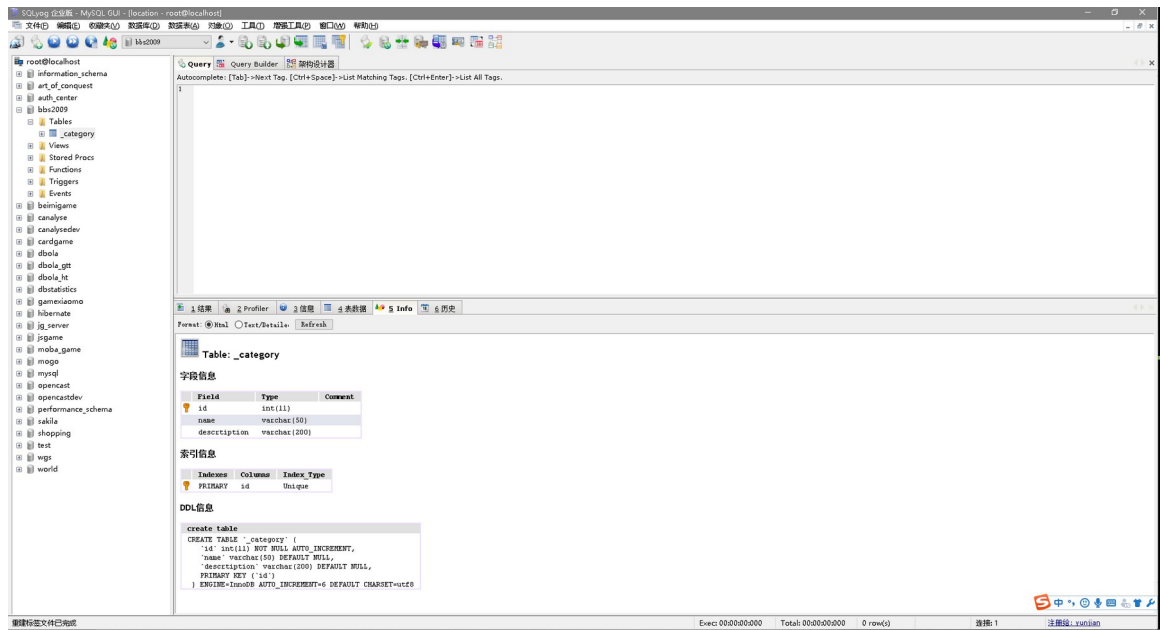 SQLyog 企业版 - MySQL GUI - [location - root@localhost]
文件(F) 编辑(E) 收藏夹(V) 数据库(D) 数据表(A) 对象(O) 工具(T) 增强工具(P) 窗口(W) 帮助(H)
bbs2009
root@localhost
information_schema
art_of_conquest
auth_center
bbs2009
Tables
_category
Views
Stored Procs
Functions
Triggers
Events
beimigame
canalyse
canalysedev
cardgame
dbola
dbola_gtt
dbola_ht
dbstatistics
gamexiaomo
hibernate
jg_server
jsgame
moba_game
mogo
mysql
opencast
opencastdev
performance_schema
sakila
shopping
test
wgs
world
Query Query Builder 架构设计器
Autocomplete: [Tab]->Next Tag. [Ctrl+Space]->List Matching Tags. [Ctrl+Enter]->List All Tags.
1
1 结果 2 Profiler 3 信息 4 表数据 5 Info 6 历史
Format: Html Text/Detaile. Refresh
Table: _category
字段信息
Field Type Comment
id int(11)
name varchar(50)
descrtiption varchar(200)
索引信息
Indexes Columns Index_Type
PRIMARY id Unique
DDL信息
create table
CREATE TABLE `_category` (
`id` int(11) NOT NULL AUTO_INCREMENT,
`name` varchar(50) DEFAULT NULL,
`descrtiption` varchar(200) DEFAULT NULL,
PRIMARY KEY (`id`)
) ENGINE=InnoDB AUTO_INCREMENT=6 DEFAULT CHARSET=utf8
中
重建标签文件已完成 Exec: 00:00:00:000 Total: 00:00:00:000 0 row(s) 连接: 1 注册给: yunjian